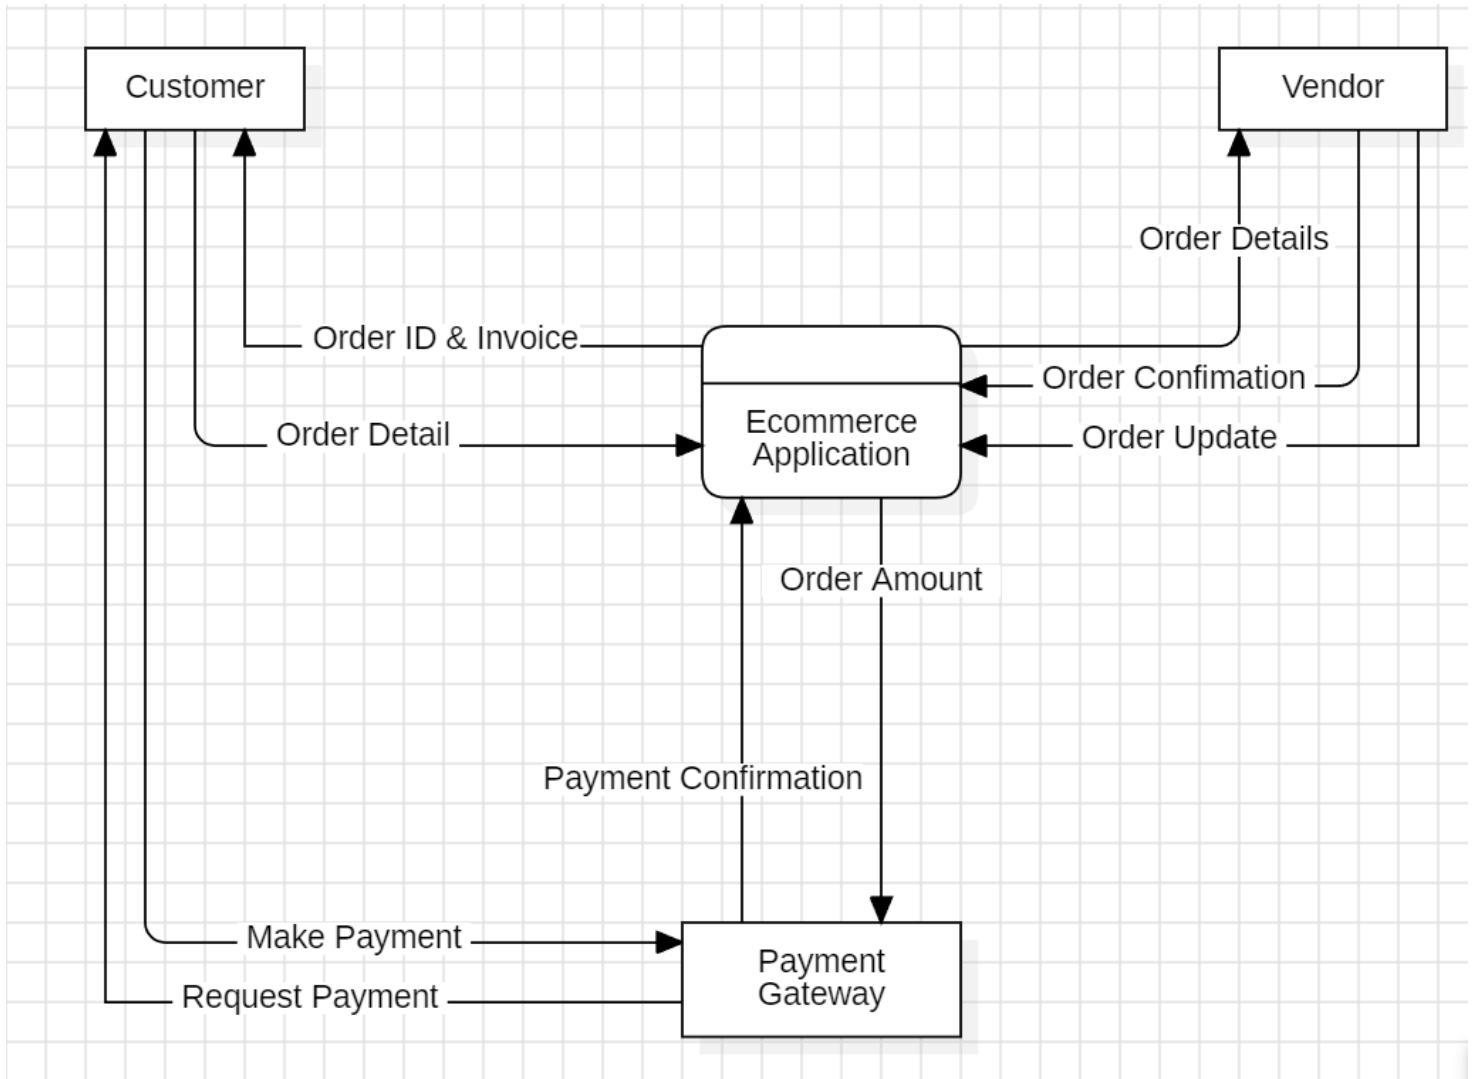 Customer
Vendor
Order Details
Order ID & Invoice
Order Confimation
Ecommerce
Application
Order Detail
Order Update
Order Amount
Payment Confirmation
Make Payment
Payment
Gateway
Request Payment